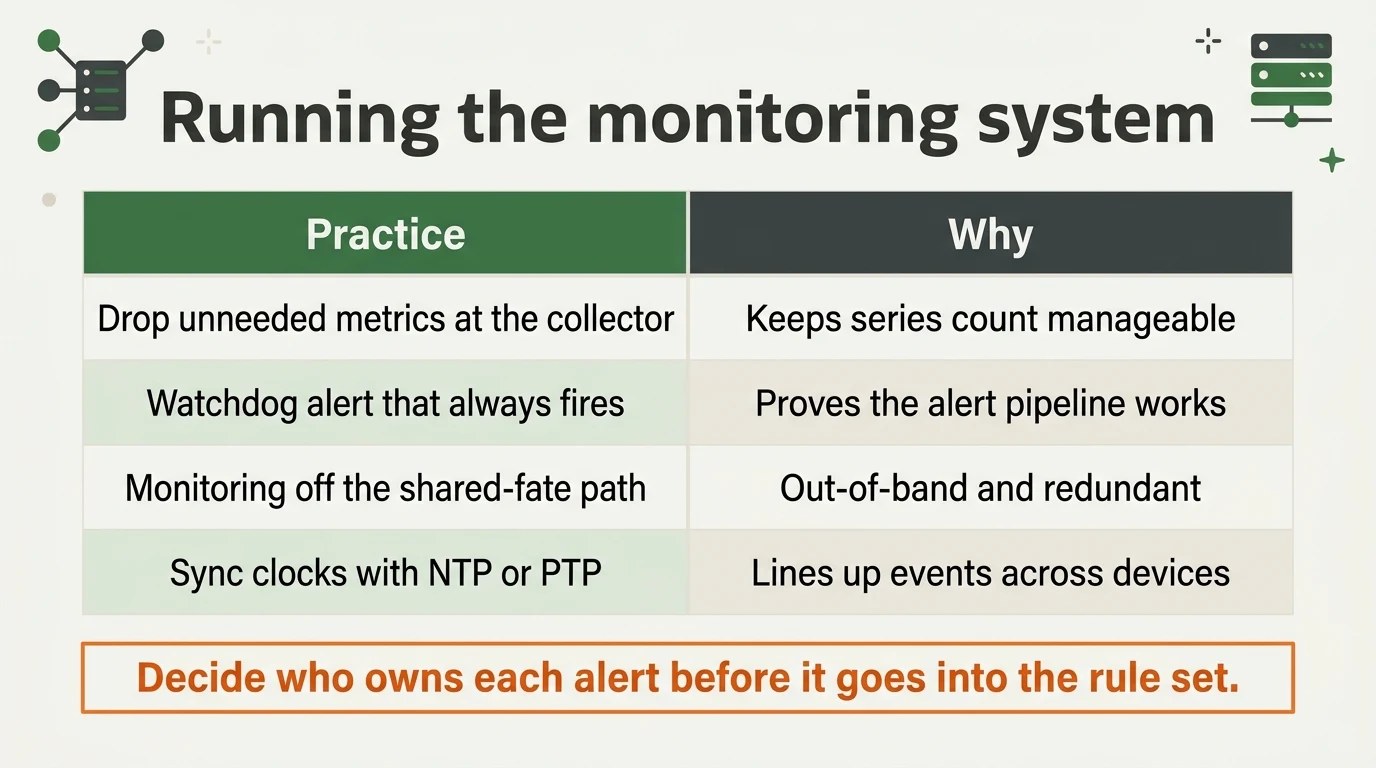 Running the monitoring system
Practice
Why
Drop unneeded metrics at the collector
Keeps series count manageable
Watchdog alert that always fires
Proves the alert pipeline works
Monitoring off the shared-fate path
Out-of-band and redundant
Sync clocks with NTP or PTP
Lines up events across devices
Decide who owns each alert before it goes into the rule set.